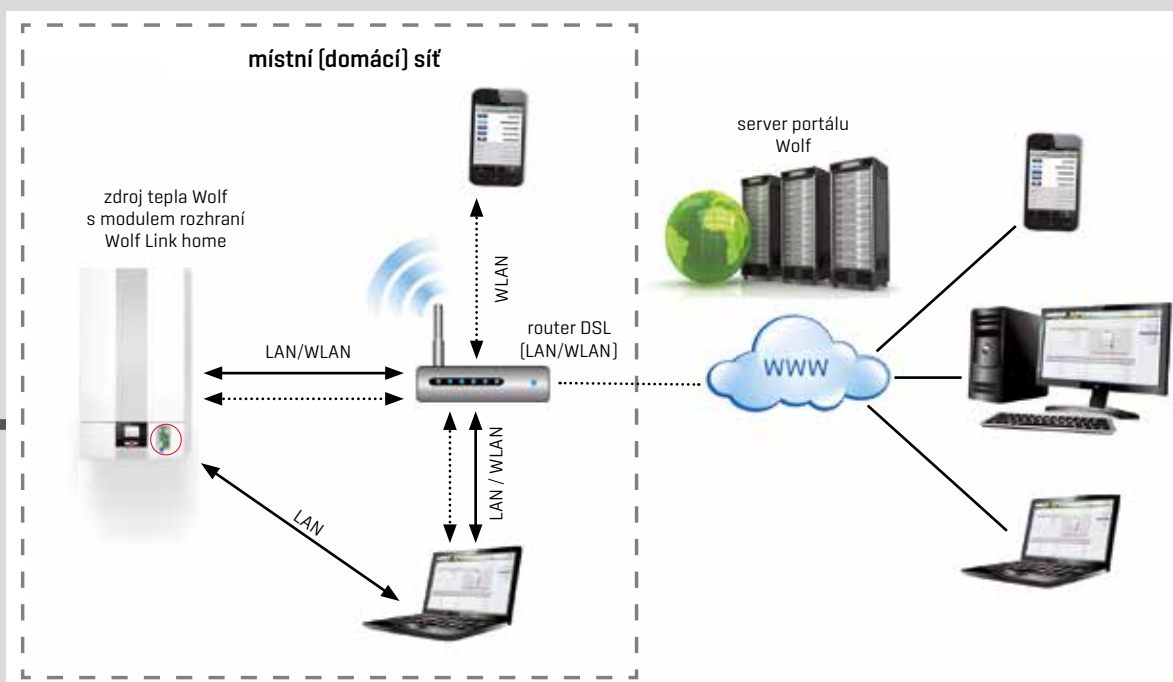 místní (domácí) síť
server portálu
Wolf
zdroj tepla Wolf
s modulem rozhraní
Wolf Link home
WLAN
router DSL
(LAN/WLAN)
LAN/WLAN
WWW
LAN / WLAN
LAN